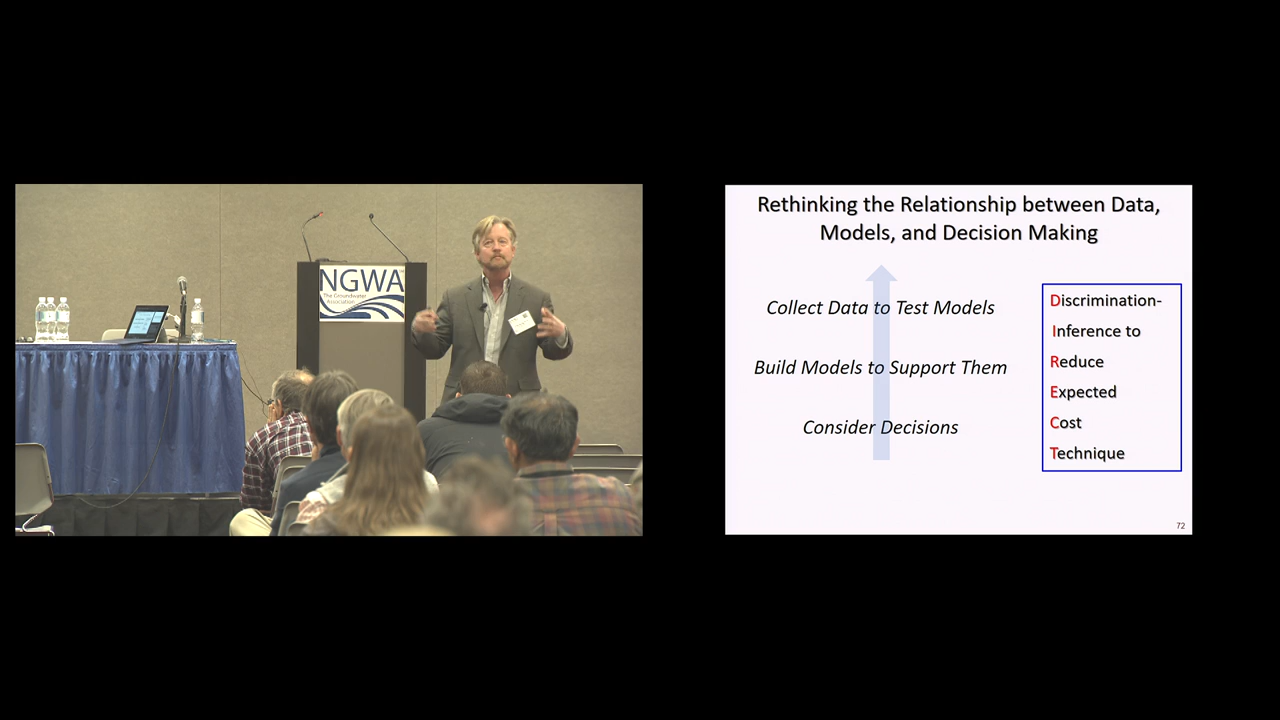 NGWA
The Groundwater
Association
Rethinking the Relationship between Data,
Models, and Decision Making
Collect Data to Test Models
Build Models to Support Them
Consider Decisions
Discrimination-
Inference to
Reduce
Expected
Cost
Technique
72